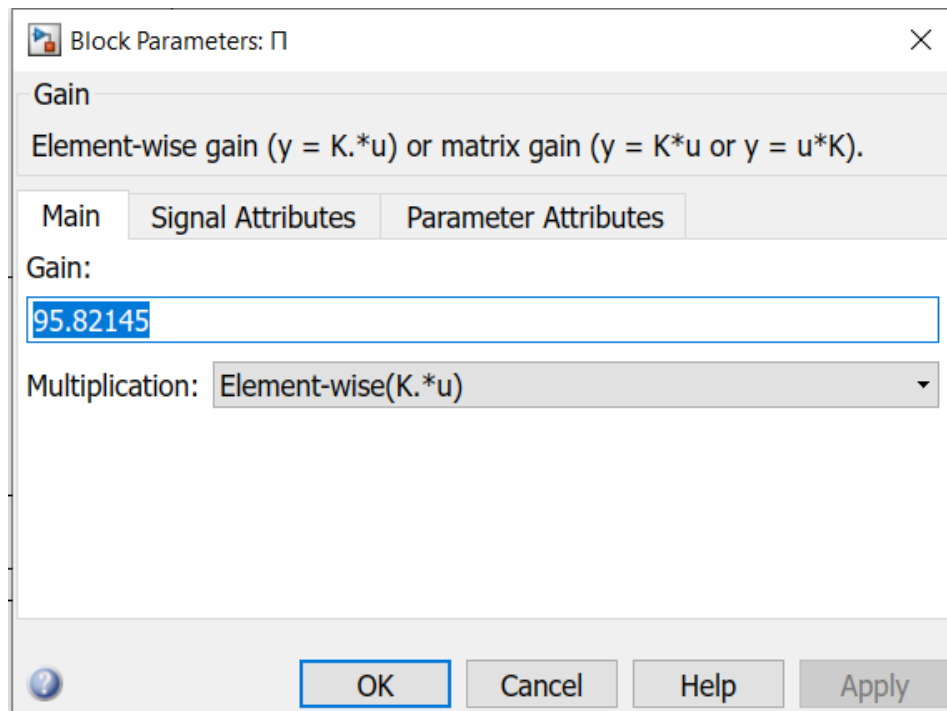 Block Parameters: П
Gain
Element-wise gain (y = K.*u) or matrix gain (y = K*u or y = u*K).
Main Signal Attributes Parameter Attributes
Gain:
95.82145
Multiplication: Element-wise(K.*u)
OK Cancel Help Apply